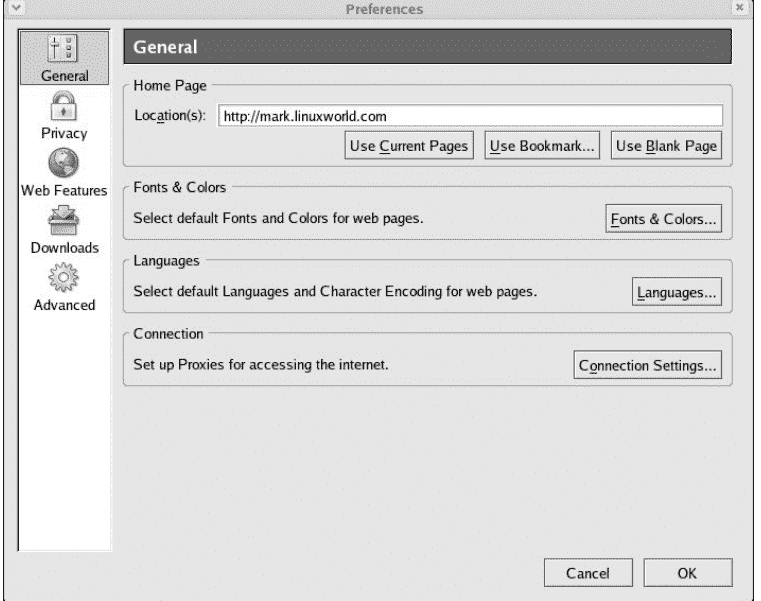 Preferences
General
Privacy
Web Features
Downloads
Advanced
General
Home Page
Location(s): http://mark.linuxworld.com
Use Current Pages Use Bookmark... Use Blank Page
Fonts & Colors
Select default Fonts and Colors for web pages. Fonts & Colors...
Languages
Select default Languages and Character Encoding for web pages. Languages...
Connection
Set up Proxies for accessing the internet. Connection Settings...
Cancel OK